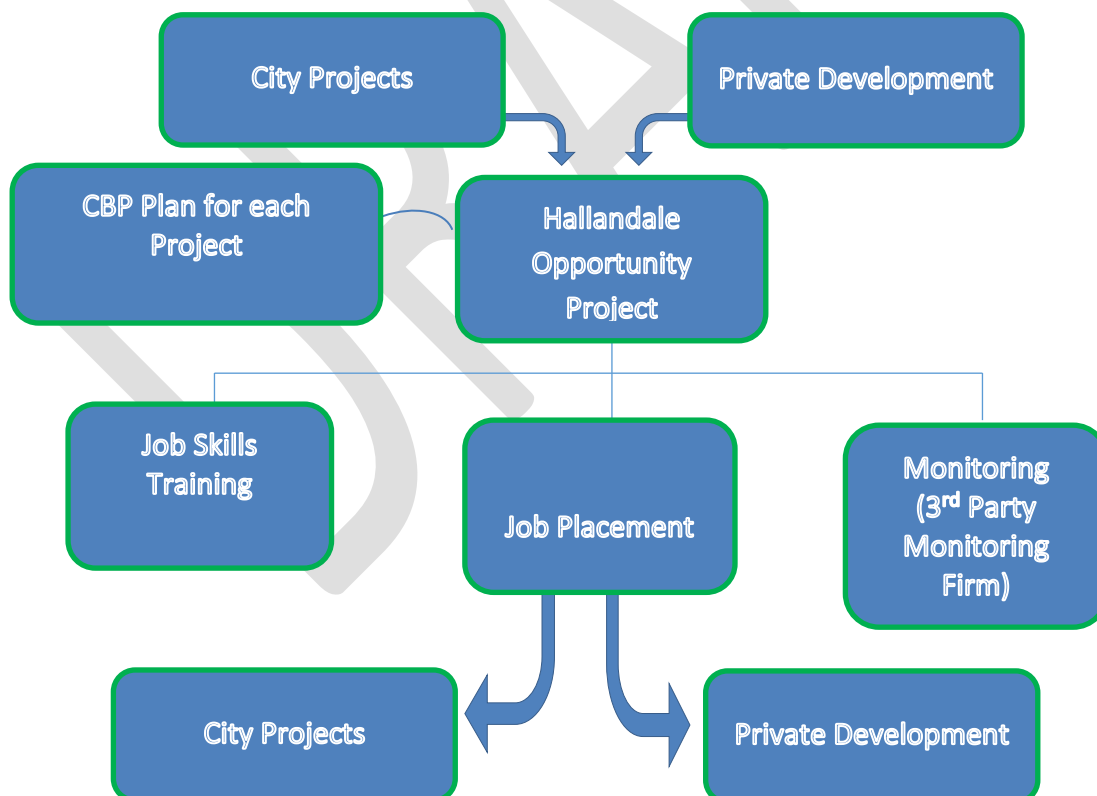 City Projects
Private Development
CBP Plan for each
Project
Hallandale
Opportunity
Project
Job Skills
Training
Job Placement
Monitoring
(3rd Party
Monitoring
Firm)
City Projects
Private Development